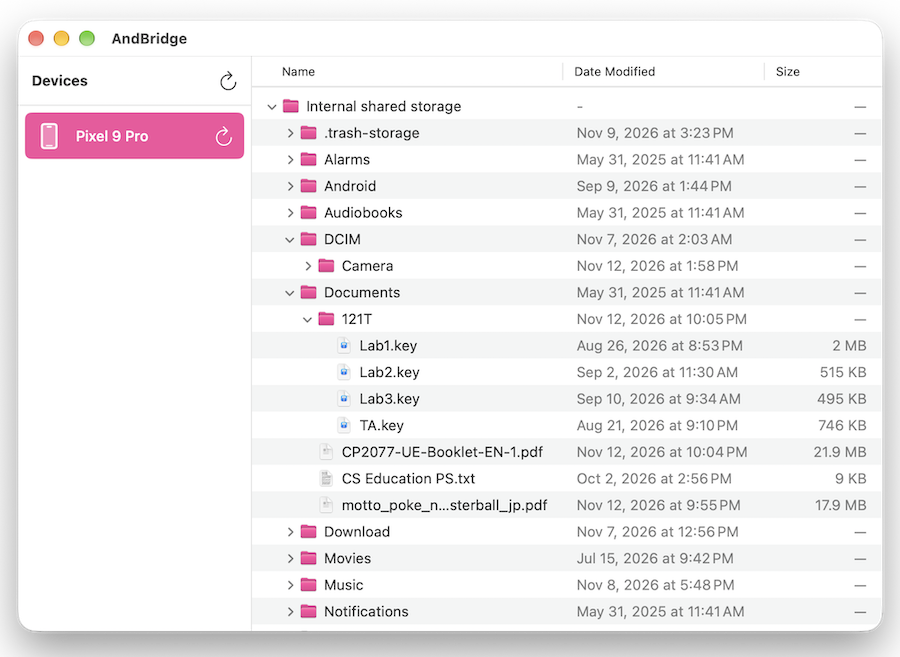 AndBridge
Devices
Pixel 9 Pro
Name Date Modified Size
Internal shared storage - —
.trash-storage Nov 9, 2026 at 3:23 PM —
Alarms May 31, 2025 at 11:41 AM —
Android Sep 9, 2026 at 1:44 PM —
Audiobooks May 31, 2025 at 11:41 AM —
DCIM Nov 7, 2026 at 2:03 AM —
Camera Nov 12, 2026 at 1:58 PM —
Documents May 31, 2025 at 11:41 AM —
121T Nov 12, 2026 at 10:05 PM —
Lab1.key Aug 26, 2026 at 8:53 PM 2 MB
Lab2.key Sep 2, 2026 at 11:30 AM 515 KB
Lab3.key Sep 10, 2026 at 9:34 AM 495 KB
TA.key Aug 21, 2026 at 9:10 PM 746 KB
CP2077-UE-Booklet-EN-1.pdf Nov 12, 2026 at 10:04 PM 21.9 MB
CS Education PS.txt Oct 2, 2026 at 2:56 PM 9 KB
motto_poke_n...sterball_jp.pdf Nov 12, 2026 at 9:55 PM 17.9 MB
Download Nov 7, 2026 at 12:56 PM —
Movies Jul 15, 2026 at 9:42 PM —
Music Nov 8, 2026 at 5:48 PM —
Notifications May 31, 2025 at 11:41 AM —